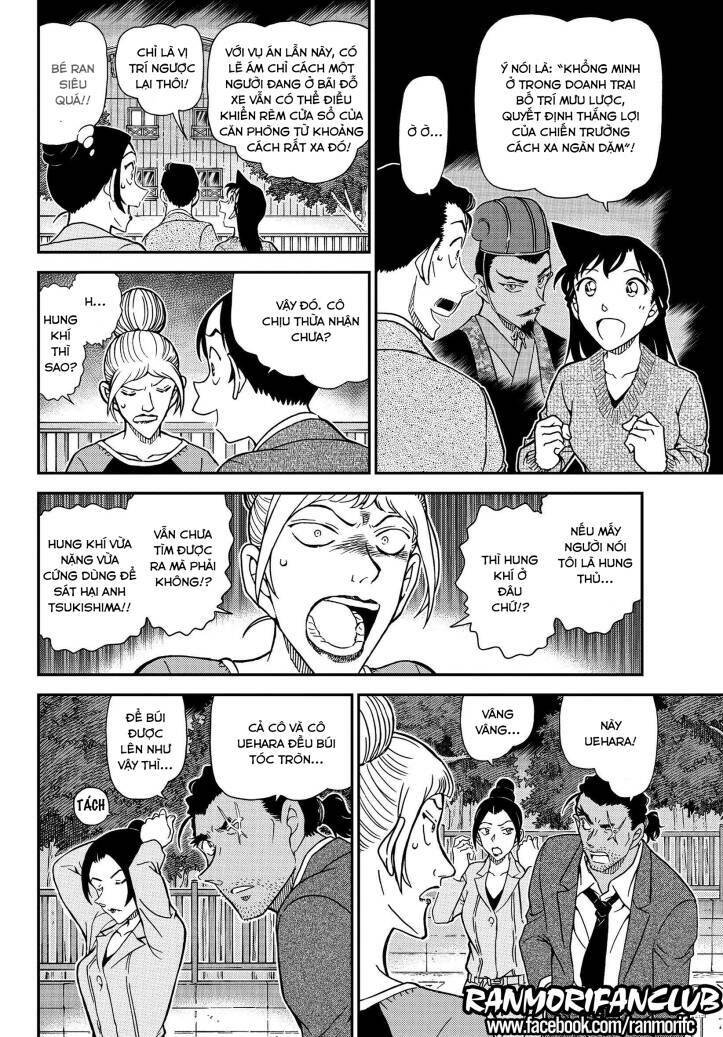 Ý NÓI LÀ: "KHỔNG MINH
Ở TRONG DOANH TRẠI
BỐ TRÍ MƯU LƯỢC,
QUYẾT ĐỊNH THẮNG LỢI
CỦA CHIẾN TRƯỜNG
CÁCH XA NGÀN DẶM"!
Ờ Ờ...
VỚI VỤ ÁN LẦN NÀY, CÓ
LẼ ÁM CHỈ CÁCH MỘT
NGƯỜI ĐANG Ở BÃI ĐỖ
XE VẪN CÓ THỂ ĐIỀU
KHIỂN RÈM CỬA SỔ CỦA
CĂN PHÒNG TỪ KHOẢNG
CÁCH RẤT XA ĐÓ!
CHỈ LÀ VỊ
TRÍ NGƯỢC
LẠI THÔI!
BÉ RAN
SIÊU
QUÁ!!
VẬY ĐÓ. CÔ
CHỊU THỪA NHẬN
CHƯA?
H...
HUNG
KHÍ
THÌ
SAO?
NẾU MẤY
NGƯỜI NÓI
TÔI LÀ HUNG
THỦ...
THÌ HUNG
KHÍ Ở
ĐÂU
CHỨ!?
VẪN CHƯA
TÌM ĐƯỢC
RA MÀ PHẢI
KHÔNG!?
HUNG KHÍ VỪA
NẶNG VỪA
CỨNG DÙNG ĐỂ
SÁT HẠI ANH
TSUKISHIMA!!
NÀY
UEHARA!
VÂNG
VÂNG...
CẢ CÔ VÀ CÔ
UEHARA ĐỀU BÚI
TÓC TRÒN...
ĐỂ BÚI
ĐƯỢC
LÊN NHƯ
VẬY THÌ...
TÁCH
RANMORIFANCLUB
www.facebook.com/ranmorifc